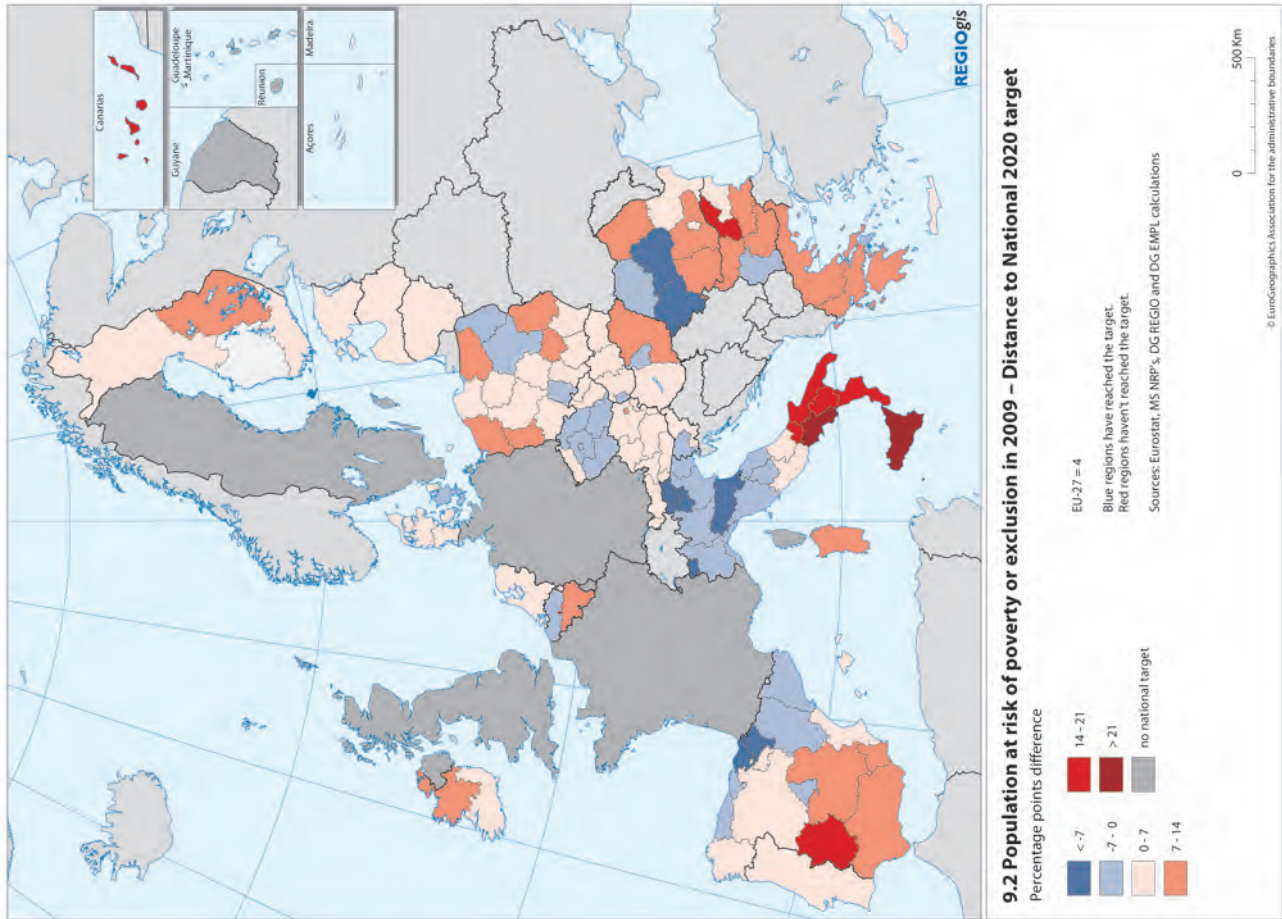 Canarias
Guyane
Guadeloupe
Martinique
Réunion
Açores
Madeira
REGIOgis
9.2 Population at risk of poverty or exclusion in 2009 – Distance to National 2020 target
Percentage points difference
< -7
-7 - 0
0 - 7
7 - 14
14 - 21
> 21
no national target
EU-27 = 4
Blue regions have reached the target.
Red regions haven't reached the target.
Sources: Eurostat, MS NRP's, DG REGIO and DG EMPL calculations
0
500 Km
© EuroGeographics Association for the administrative boundaries